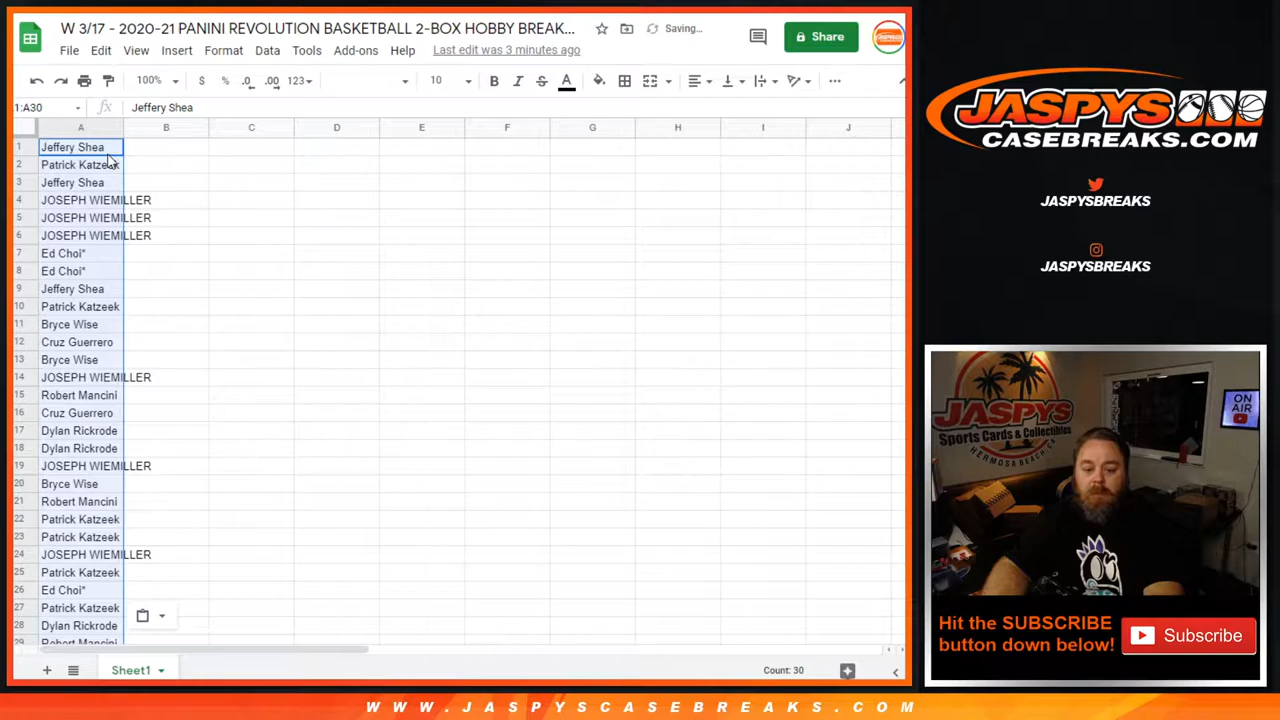 W 3/17 - 2020-21 PANINI REVOLUTION BASKETBALL 2-BOX HOBBY BREAK...
Saving...
Share
File Edit View Insert Format Data Tools Add-ons Help Last edit was 3 minutes ago
100% $ % .0 .00 123 10 B I S A
1:A30 fx Jeffery Shea
A B C D E F G H I J
1 Jeffery Shea
2 Patrick Katzeek
3 Jeffery Shea
4 JOSEPH WIEMILLER
5 JOSEPH WIEMILLER
6 JOSEPH WIEMILLER
7 Ed Choi*
8 Ed Choi*
9 Jeffery Shea
10 Patrick Katzeek
11 Bryce Wise
12 Cruz Guerrero
13 Bryce Wise
14 JOSEPH WIEMILLER
15 Robert Mancini
16 Cruz Guerrero
17 Dylan Rickrode
18 Dylan Rickrode
19 JOSEPH WIEMILLER
20 Bryce Wise
21 Robert Mancini
22 Patrick Katzeek
23 Patrick Katzeek
24 JOSEPH WIEMILLER
25 Patrick Katzeek
26 Ed Choi*
27 Patrick Katzeek
28 Dylan Rickrode
29 Robert Mancini
Sheet1
Count: 30
JASPYS
CASEBREAKS.COM
JASPYSBREAKS
JASPYSBREAKS
JASPYS
Sports Cards & Collectibles
HERMOSA BEACH, CA
ON
AIR
Hit the SUBSCRIBE
button down below!
Subscribe
WWW.JASPYSCASEBREAKS.COM